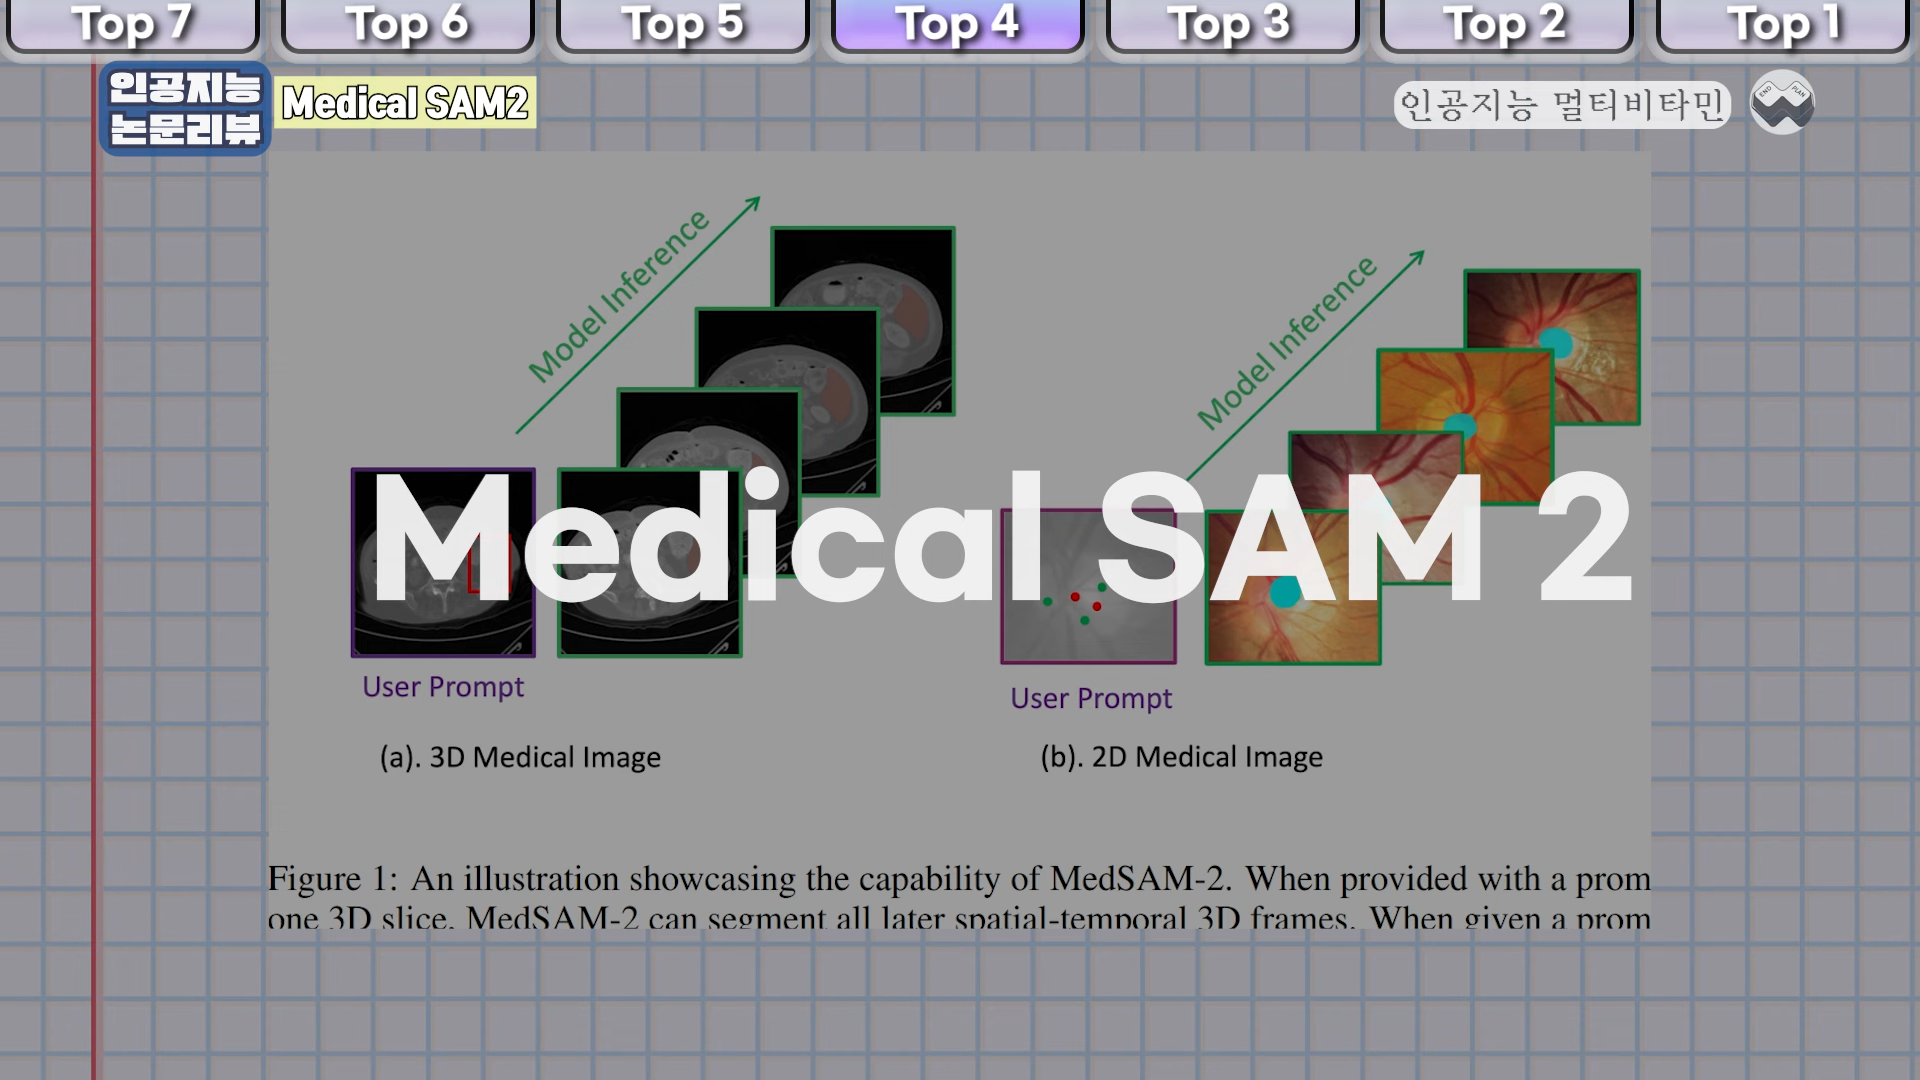 Top 7
Top 6
Top 5
Top 4
Top 3
Top 2
Top 1
인공지능
논문리뷰
Medical SAM2
인공지능 멀티비타민
END
PLAN
Model Inference
Model Inference
Medical SAM 2
User Prompt
User Prompt
(a). 3D Medical Image
(b). 2D Medical Image
Figure 1: An illustration showcasing the capability of MedSAM-2. When provided with a prom
one 3D slice, MedSAM-2 can segment all later spatial-temporal 3D frames. When given a prom